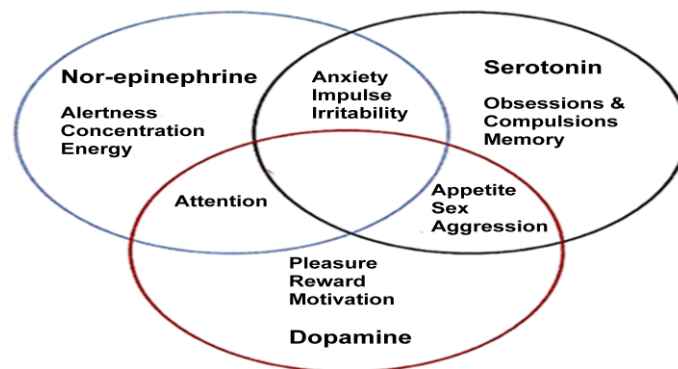 Nor-epinephrine
Alertness
Concentration
Energy
Anxiety
Impulse
Irritability
Serotonin
Obsessions &
Compulsions
Memory
Attention
Appetite
Sex
Aggression
Pleasure
Reward
Motivation
Dopamine